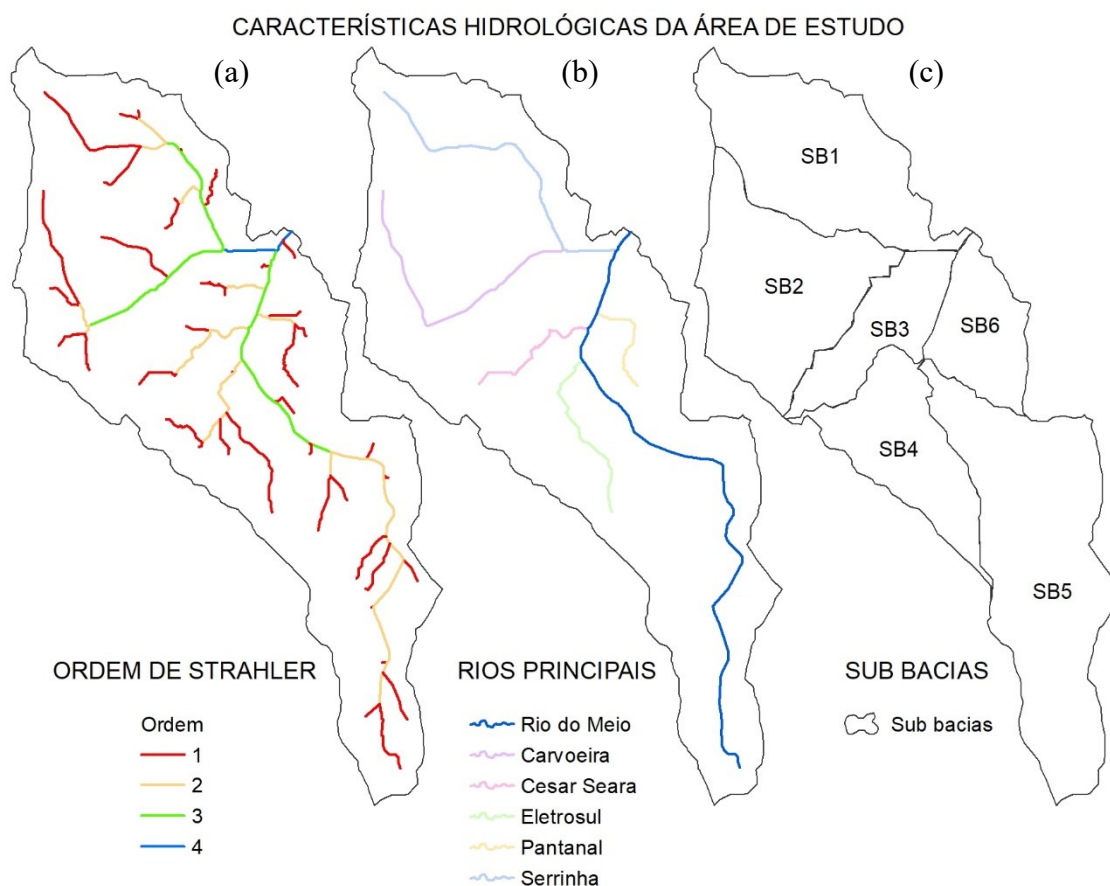 CARACTERÍSTICAS HIDROLÓGICAS DA ÁREA DE ESTUDO
(a)
(b)
(c)
SB1
SB2
SB3
SB6
SB4
SB5
ORDEM DE STRAHLER
Ordem
1
2
3
4
RIOS PRINCIPAIS
Rio do Meio
Carvoeira
Cesar Seara
Eletrosul
Pantanal
Serrinha
SUB BACIAS
Sub bacias